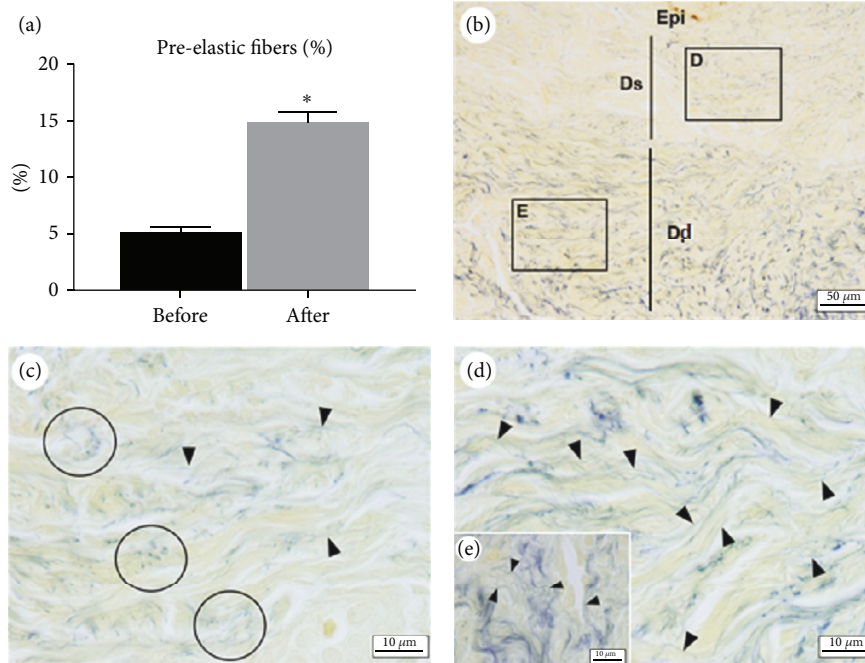 (a)
Pre-elastic fibers (%)
20
15
10
5
0
(%)
*
Before
After
(b)
Epi
D
Ds
E
Dd
50 μm
(c)
10 μm
(d)
10 μm
(e)
10 μm